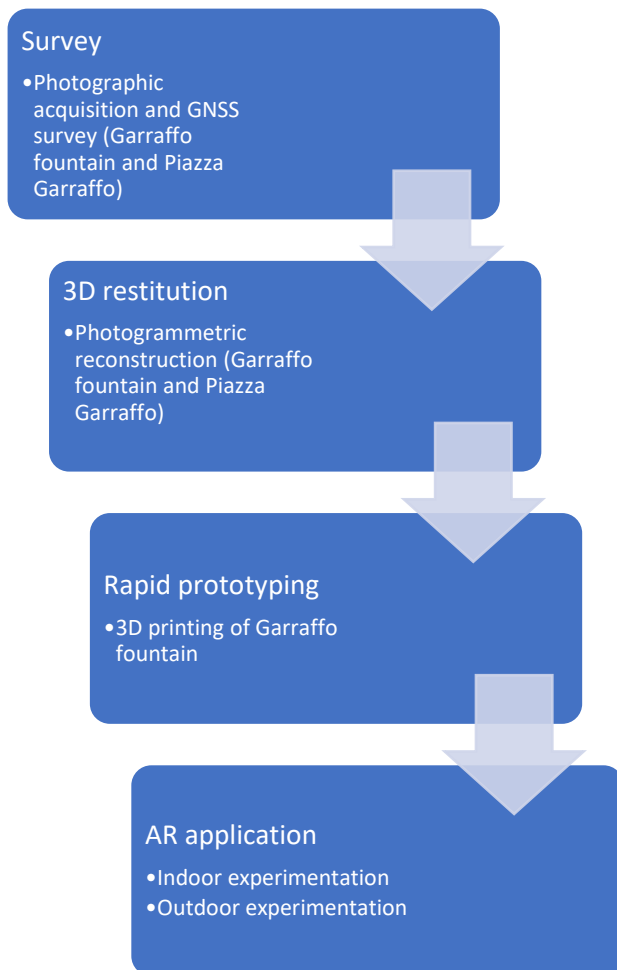 Survey
•Photographic
acquisition and GNSS
survey (Garraffo
fountain and Piazza
Garraffo)
3D restitution
•Photogrammetric
reconstruction (Garraffo
fountain and Piazza
Garraffo)
Rapid prototyping
•3D printing of Garraffo
fountain
AR application
•Indoor experimentation
•Outdoor experimentation